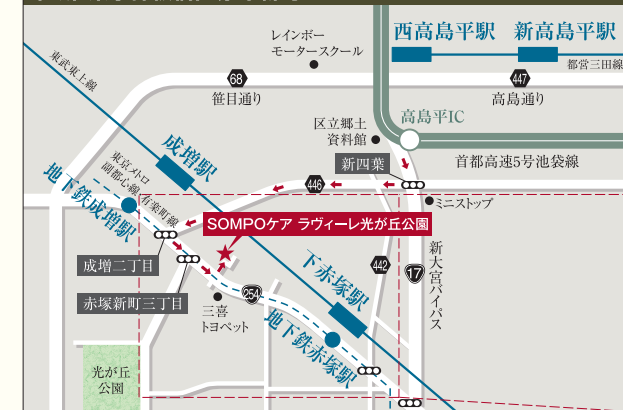 レインボー
モータースクール
西高島平駅
新高島平駅
都営三田線
東武東上線
68
笹目通り
447
高島通り
区立郷土
資料館
高島平IC
新四葉
首都高速5号池袋線
成増駅
東京メトロ
副都心線
有楽町線
地下鉄成増駅
446
ミニストップ
SOMPOケア ラヴィーレ光が丘公園
成増二丁目
赤塚新町三丁目
442
17
新大宮バイパス
下赤塚駅
254
三喜
トヨペット
地下鉄赤塚駅
光が丘
公園